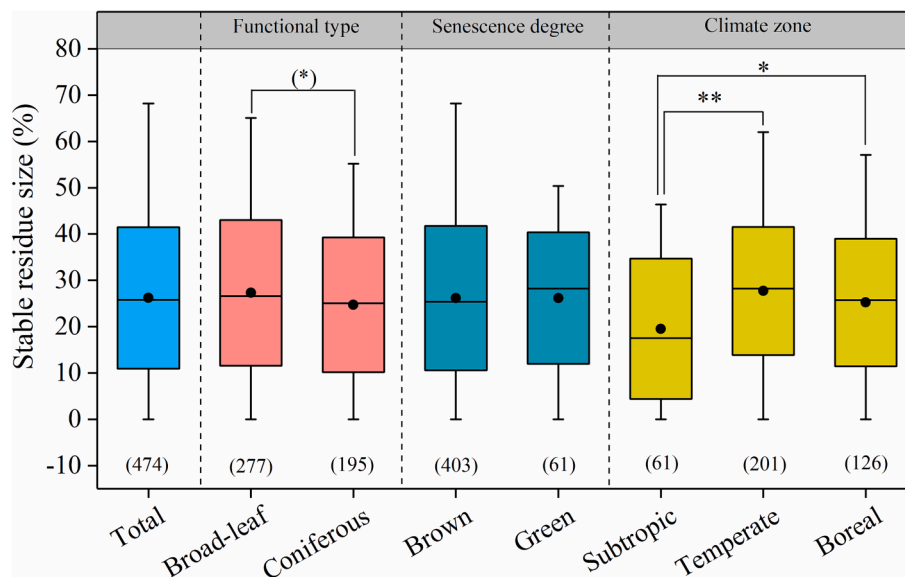 Functional type
Senescence degree
Climate zone
Stable residue size (%)
80
70
60
50
40
30
20
10
0
-10
(*)
**
*
(474)
(277)
(195)
(403)
(61)
(61)
(201)
(126)
Total
Broad-leaf
Coniferous
Brown
Green
Subtropic
Temperate
Boreal